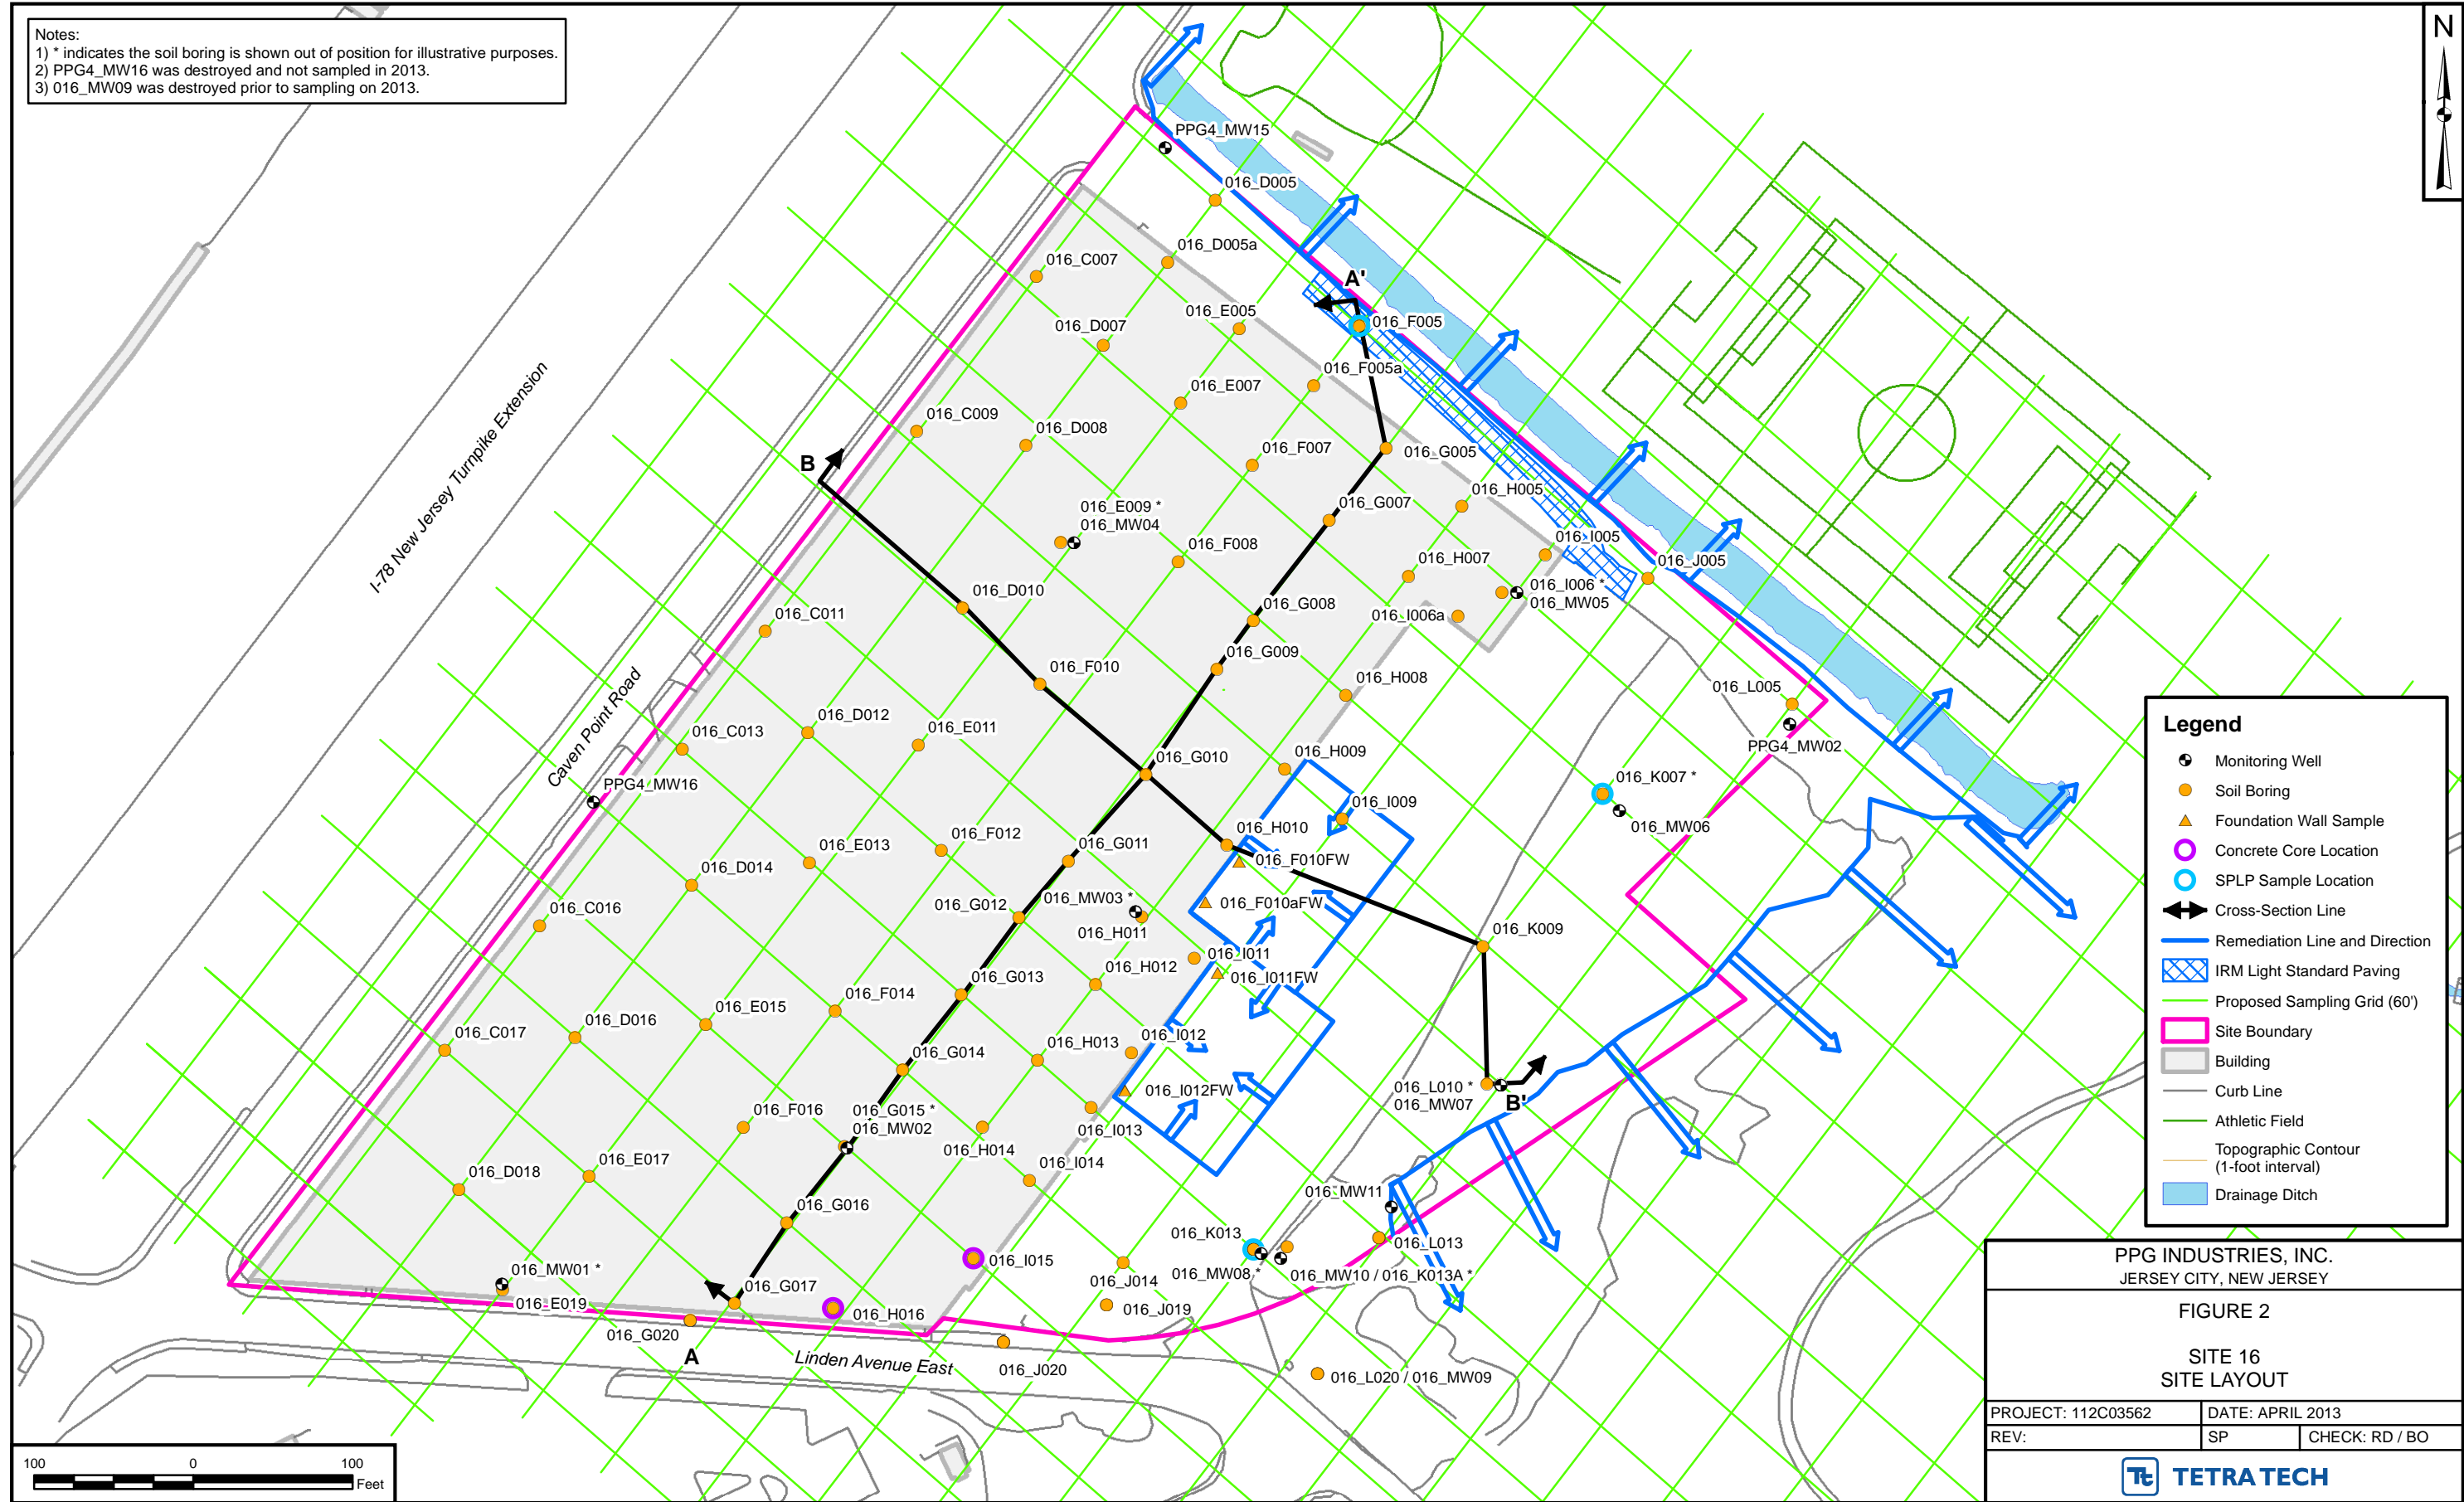 Notes:
1) * indicates the soil boring is shown out of position for illustrative purposes.
2) PPG4_MW16 was destroyed and not sampled in 2013.
3) 016_MW09 was destroyed prior to sampling on 2013.
N
PPG4_MW15
016_D005
016_D005a
016_C007
A'
016_E005
016_F005
016_D007
016_F005a
016_E007
016_C009
016_D008
016_F007
016_G005
B
016_H005
016_G007
016_E009 *
016_MW04
016_I005
016_F008
016_H007
016_J005
016_I006 *
016_MW05
016_D010
016_G008
016_I006a
016_C011
I-78 New Jersey Turnpike Extension
016_G009
016_F010
016_H008
016_L005
Caven Point Road
016_D012
016_E011
016_C013
PPG4_MW02
016_G010
016_H009
PPG4_MW16
016_K007 *
016_I009
016_MW06
016_H010
016_F012
016_G011
016_F010FW
016_E013
016_D014
016_MW03 *
016_G012
016_F010aFW
016_C016
016_H011
016_K009
016_I011
016_H012
016_I011FW
016_G013
016_F014
016_E015
016_D016
016_C017
016_I012
016_H013
016_G014
016_L010 *
016_MW07
016_I012FW
B'
016_F016
016_G015 *
016_MW02
016_I013
016_H014
016_E017
016_D018
016_I014
016_MW11
016_G016
016_K013
016_L013
016_I015
016_MW01 *
016_MW08 *
016_MW10 / 016_K013A *
016_G017
016_J014
016_E019
016_H016
016_J019
016_G020
A
Linden Avenue East
016_J020
016_L020 / 016_MW09
100
0
100
Feet
Legend
Monitoring Well
Soil Boring
Foundation Wall Sample
Concrete Core Location
SPLP Sample Location
Cross-Section Line
Remediation Line and Direction
IRM Light Standard Paving
Proposed Sampling Grid (60')
Site Boundary
Building
Curb Line
Athletic Field
Topographic Contour
(1-foot interval)
Drainage Ditch
PPG INDUSTRIES, INC.
JERSEY CITY, NEW JERSEY
FIGURE 2
SITE 16
SITE LAYOUT
PROJECT: 112C03562
DATE: APRIL 2013
REV:
SP
CHECK: RD / BO
Tt TETRA TECH